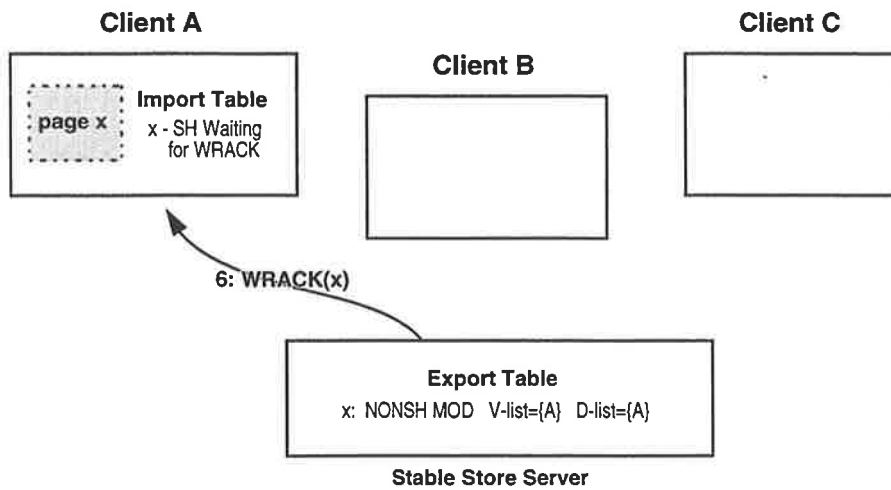 Client A
Client B
Client C
Import Table
page x
x - SH Waiting
for WRACK
6: WRACK(x)
Export Table
x: NONSH MOD V-list={A} D-list={A}
Stable Store Server